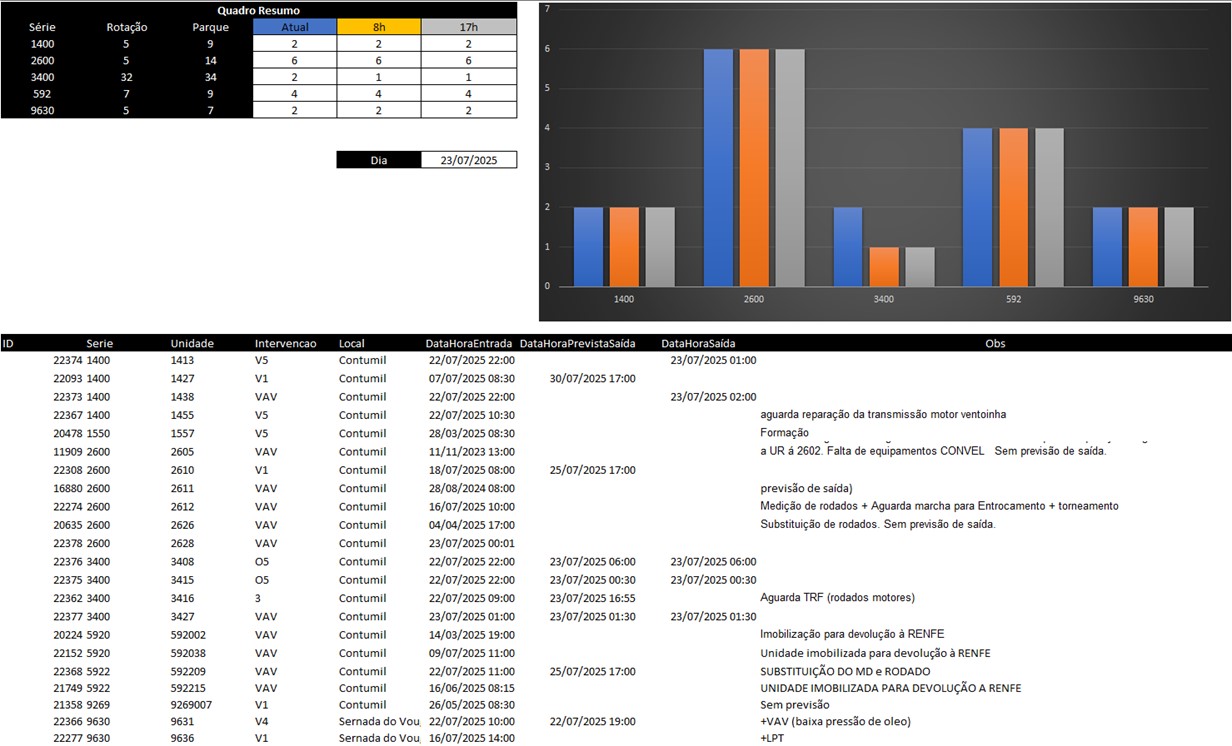 Quadro Resumo
Série Rotação Parque Atual 8h 17h
1400 5 9 2 2 2
2600 5 14 6 6 6
3400 32 34 2 1 1
592 7 9 4 4 4
9630 5 7 2 2 2
Dia 23/07/2025
7
6
5
4
3
2
1
0
1400 2600 3400 592 9630
ID Serie Unidade Intervencao Local DataHoraEntrada DataHoraPrevistaSaída DataHoraSaída Obs
22374 1400 1413 V5 Contumil 22/07/2025 22:00 23/07/2025 01:00
22093 1400 1427 V1 Contumil 07/07/2025 08:30 30/07/2025 17:00
22373 1400 1438 VAV Contumil 22/07/2025 22:00 23/07/2025 02:00
22367 1400 1455 V5 Contumil 22/07/2025 10:30 aguarda reparação da transmissão motor ventoinha
20478 1550 1557 V5 Contumil 28/03/2025 08:30 Formação
11909 2600 2605 VAV Contumil 11/11/2023 13:00 a UR á 2602. Falta de equipamentos CONVEL Sem previsão de saída.
22308 2600 2610 V1 Contumil 18/07/2025 08:00 25/07/2025 17:00
16880 2600 2611 VAV Contumil 28/08/2024 08:00 previsão de saída)
22274 2600 2612 VAV Contumil 16/07/2025 10:00 Medição de rodados + Aguarda marcha para Entrocamento + torneamento
20635 2600 2626 VAV Contumil 04/04/2025 17:00 Substituição de rodados. Sem previsão de saída.
22378 2600 2628 VAV Contumil 23/07/2025 00:01
22376 3400 3408 O5 Contumil 22/07/2025 22:00 23/07/2025 06:00 23/07/2025 06:00
22375 3400 3415 O5 Contumil 22/07/2025 22:00 23/07/2025 00:30 23/07/2025 00:30
22362 3400 3416 3 Contumil 22/07/2025 09:00 23/07/2025 16:55 Aguarda TRF (rodados motores)
22377 3400 3427 VAV Contumil 23/07/2025 01:00 23/07/2025 01:30 23/07/2025 01:30
20224 5920 592002 VAV Contumil 14/03/2025 19:00 Imobilização para devolução à RENFE
22152 5920 592038 VAV Contumil 09/07/2025 11:00 Unidade imobilizada para devolução à RENFE
22368 5922 592209 VAV Contumil 22/07/2025 11:00 25/07/2025 17:00 SUBSTITUIÇÃO DO MD e RODADO
21749 5922 592215 VAV Contumil 16/06/2025 08:15 UNIDADE IMOBILIZADA PARA DEVOLUÇÃO A RENFE
21358 9269 9269007 V1 Contumil 26/05/2025 08:30 Sem previsão
22366 9630 9631 V4 Sernada do Vou 22/07/2025 10:00 22/07/2025 19:00 +VAV (baixa pressão de oleo)
22277 9630 9636 V1 Sernada do Vou 16/07/2025 14:00 +LPT